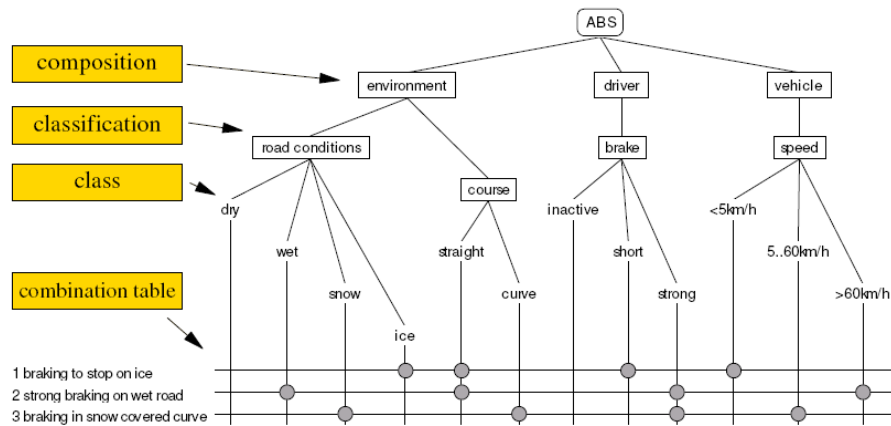 ABS
composition
environment
driver
vehicle
classification
road conditions
brake
speed
class
course
dry
inactive
<5km/h
wet
straight
short
5..60km/h
combination table
snow
curve
strong
>60km/h
ice
1 braking to stop on ice
2 strong braking on wet road
3 braking in snow covered curve